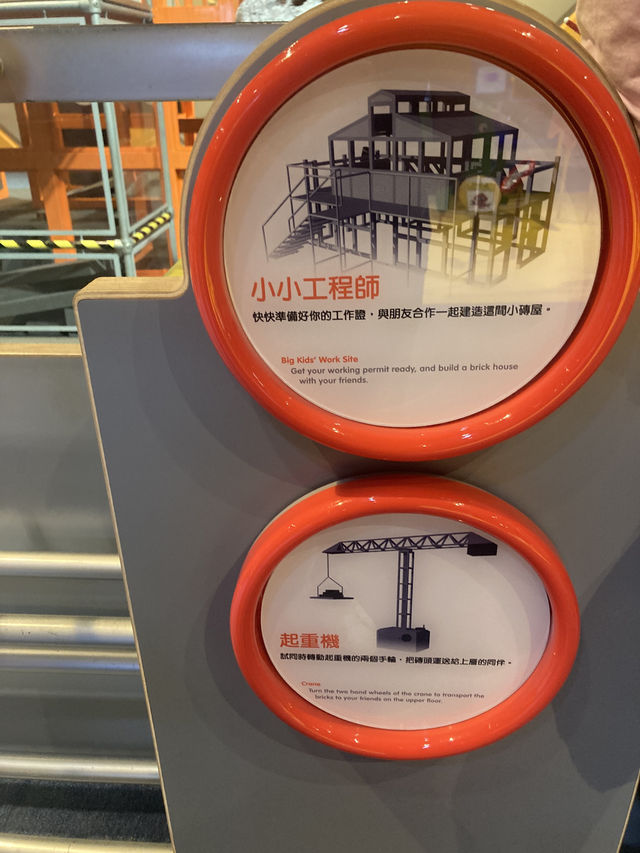 小小工程師
快快準備好你的工作證，與朋友合作一起建造這間小磚屋。
Big Kids' Work Site
Get your working permit ready, and build a brick house
with your friends.
起重機
試同時轉動起重機的兩個手輪，把磚頭運送給上層的同伴。
Crane
Turn the two hand wheels of the crane to transport the
bricks to your friends on the upper floor.